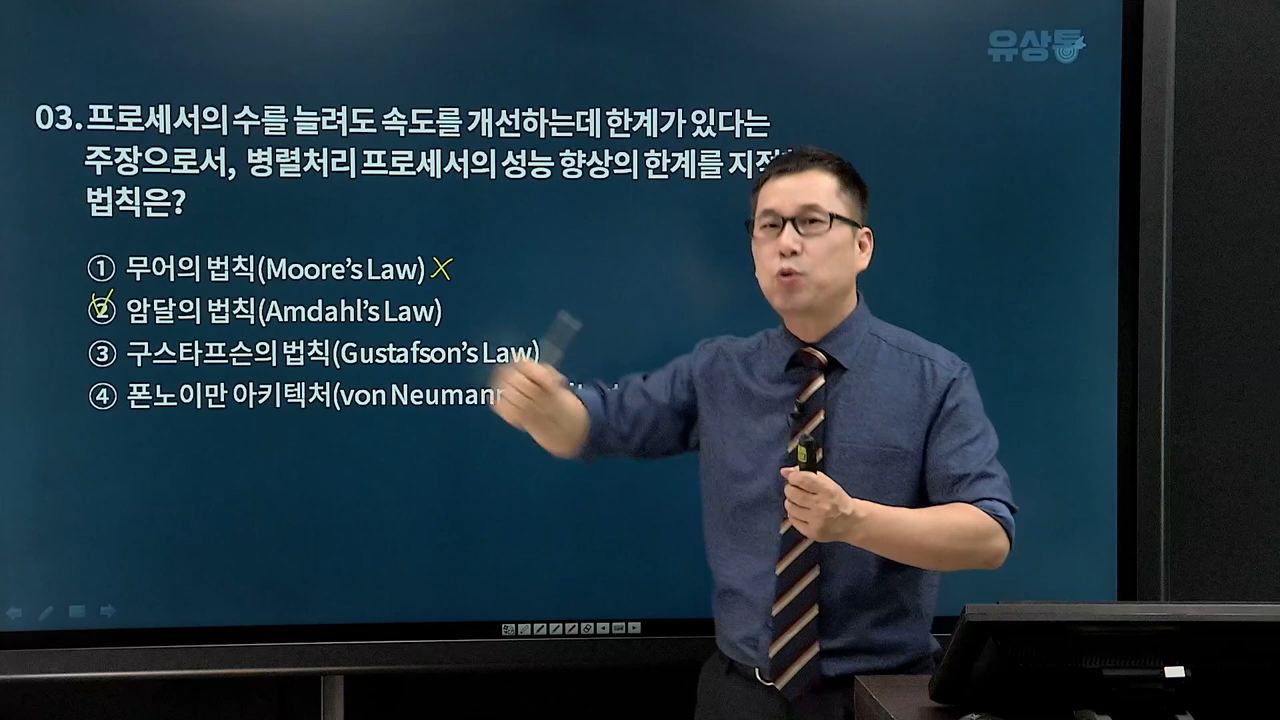 유상통
03. 프로세서의 수를 늘려도 속도를 개선하는데 한계가 있다는
주장으로서, 병렬처리 프로세서의 성능 향상의 한계를
법칙은?
① 무어의 법칙(Moore's Law) X
② 암달의 법칙(Amdahl's Law)
③ 구스타프슨의 법칙(Gustafson's Law)
④ 폰노이만 아키텍처(von Neumann